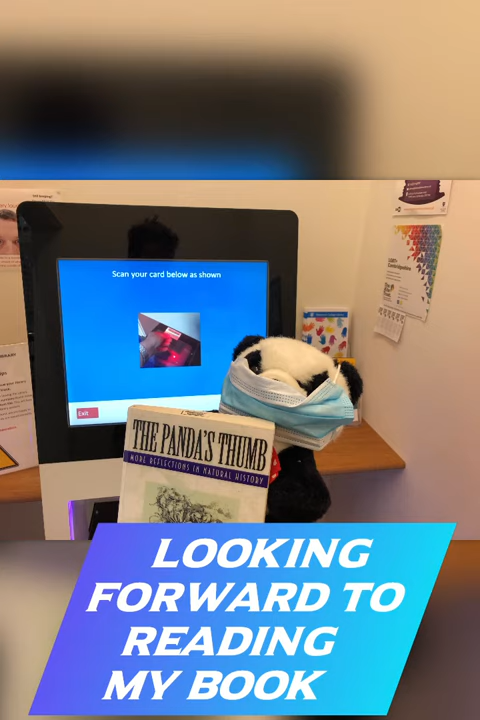 Scan your card below as shown
Exit
THE PANDA'S THUMB
MORE REFLECTIONS IN NATURAL HISTORY
LOOKING
FORWARD TO
READING
MY BOOK